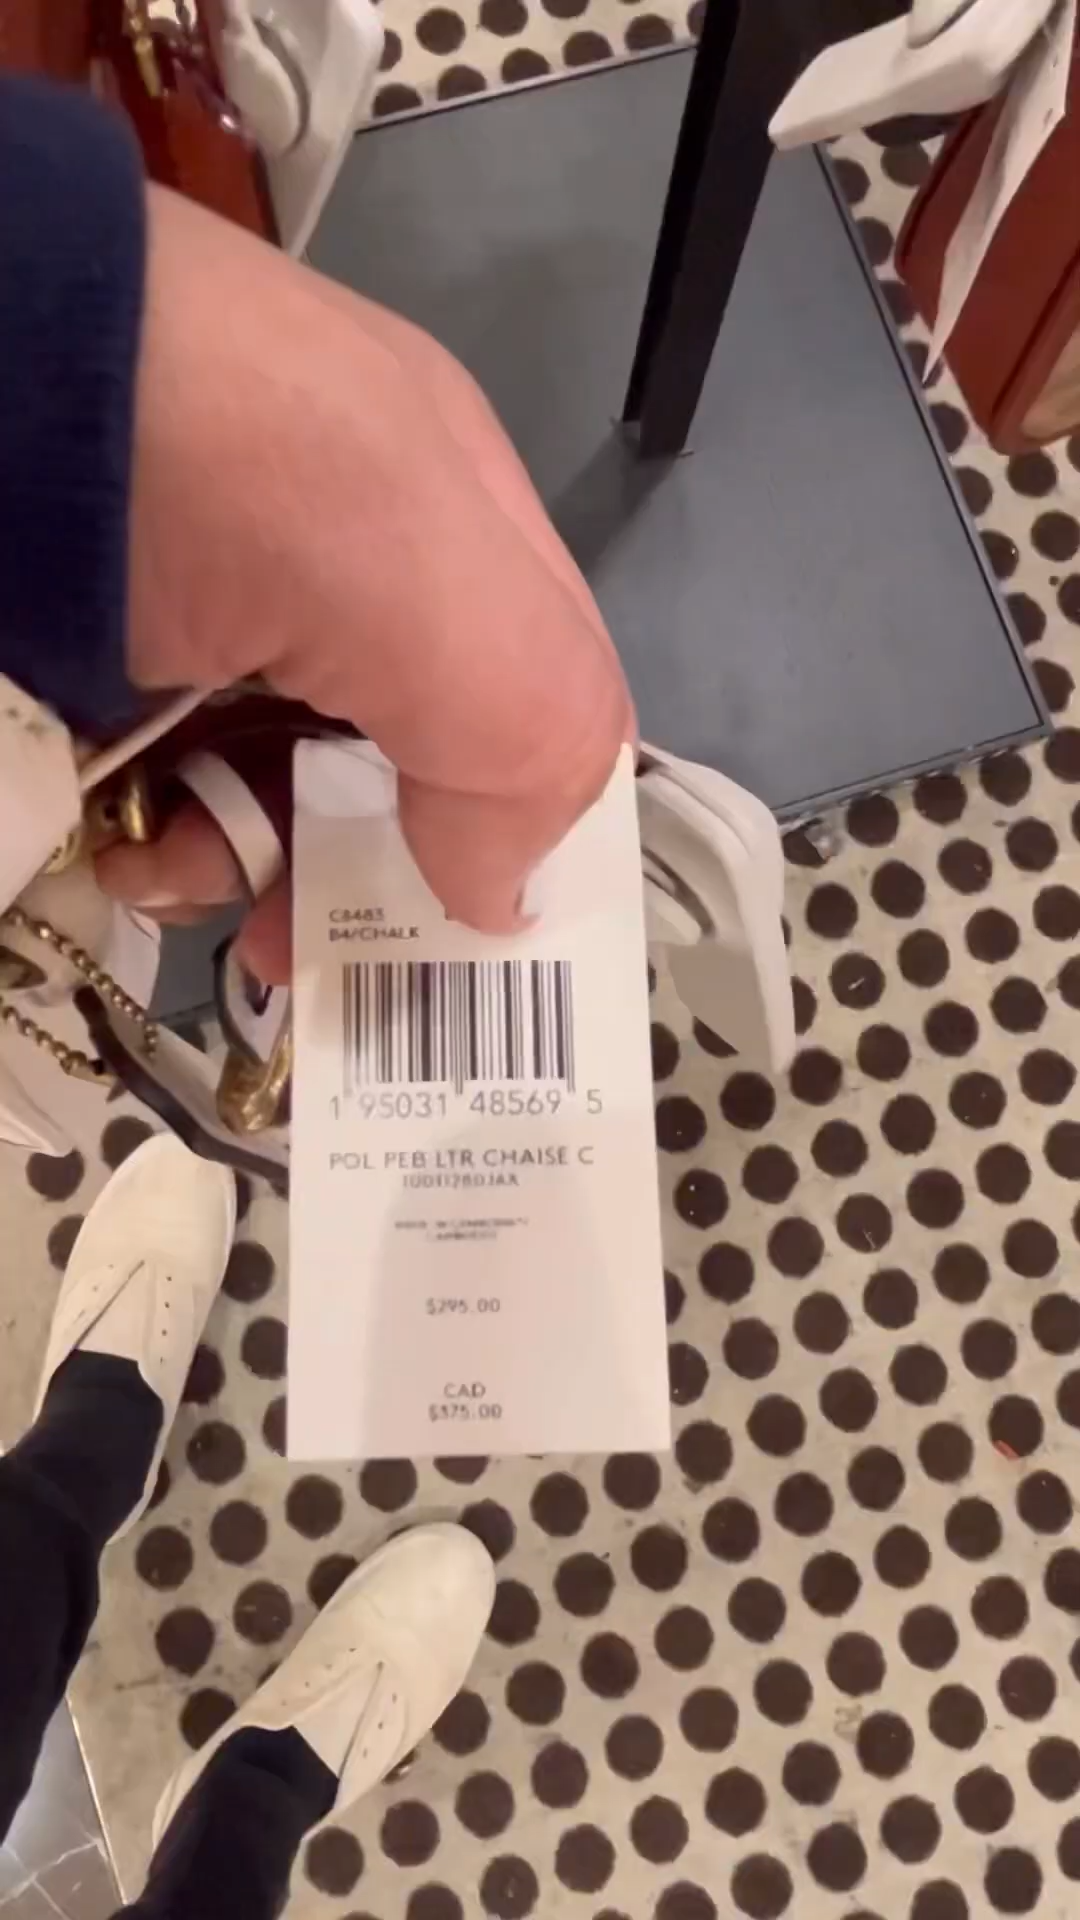 C8483
B4/CHALK
1 95031 48569 5
POL PEB LTR CHAISE C
$295.00
CAD
$375.00